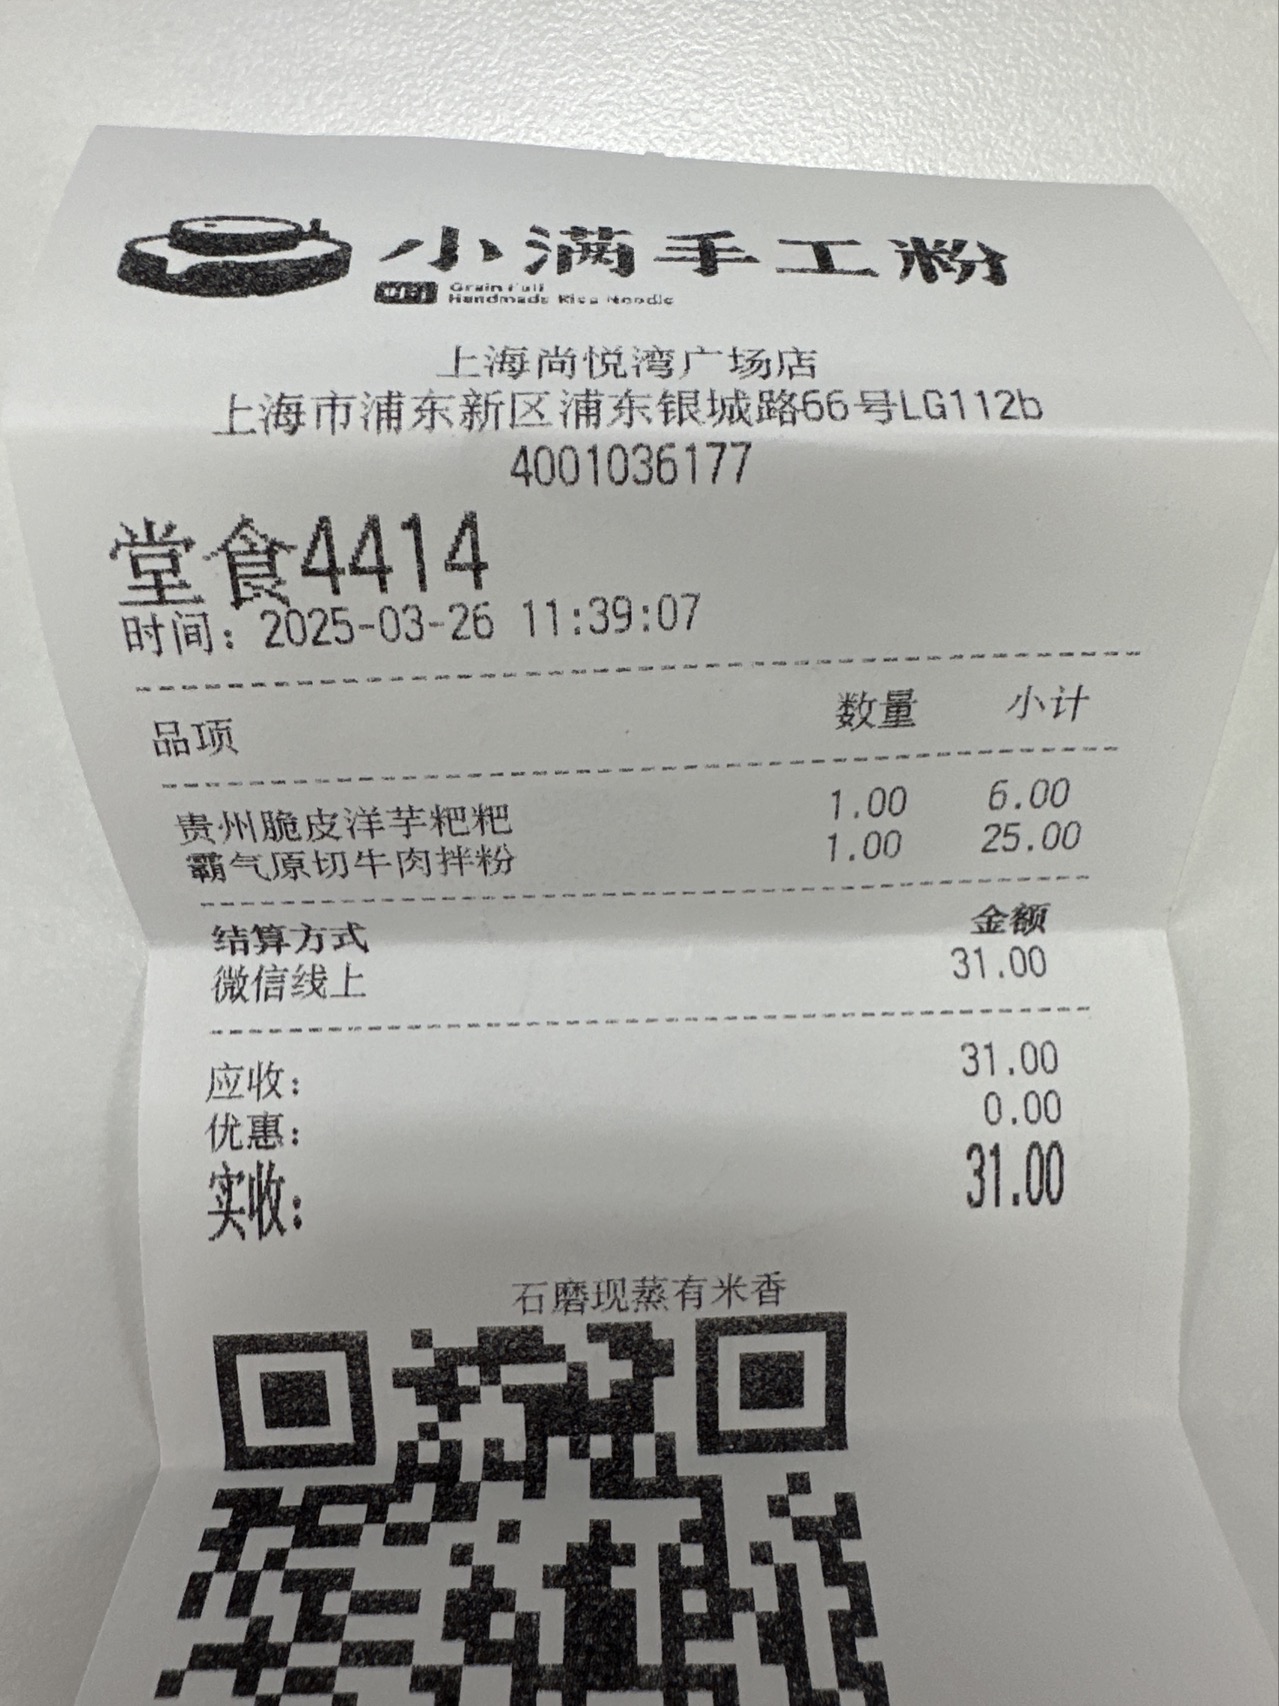 小满手工粉
Grain Full
Handmade Rice Noodle
上海尚悦湾广场店
上海市浦东新区浦东银城路66号LG112b
4001036177
堂食4414
时间：2025-03-26 11:39:07
品项 数量 小计
贵州脆皮洋芋粑粑 1.00 6.00
霸气原切牛肉拌粉 1.00 25.00
结算方式 金额
微信线上 31.00
应收： 31.00
优惠： 0.00
实收： 31.00
石磨现蒸有米香